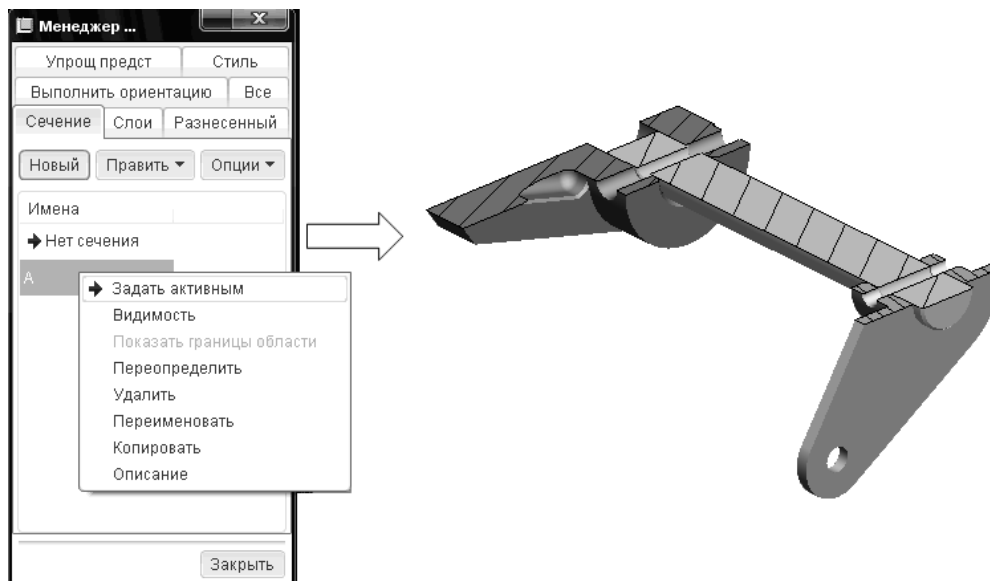 Менеджер ...
Упрощ предст Стиль
Выполнить ориентацию Все
Сечение Слои Разнесенный
Новый Править Опции
Имена
Нет сечения
A
Задать активным
Видимость
Показать границы области
Переопределить
Удалить
Переименовать
Копировать
Описание
Закрыть